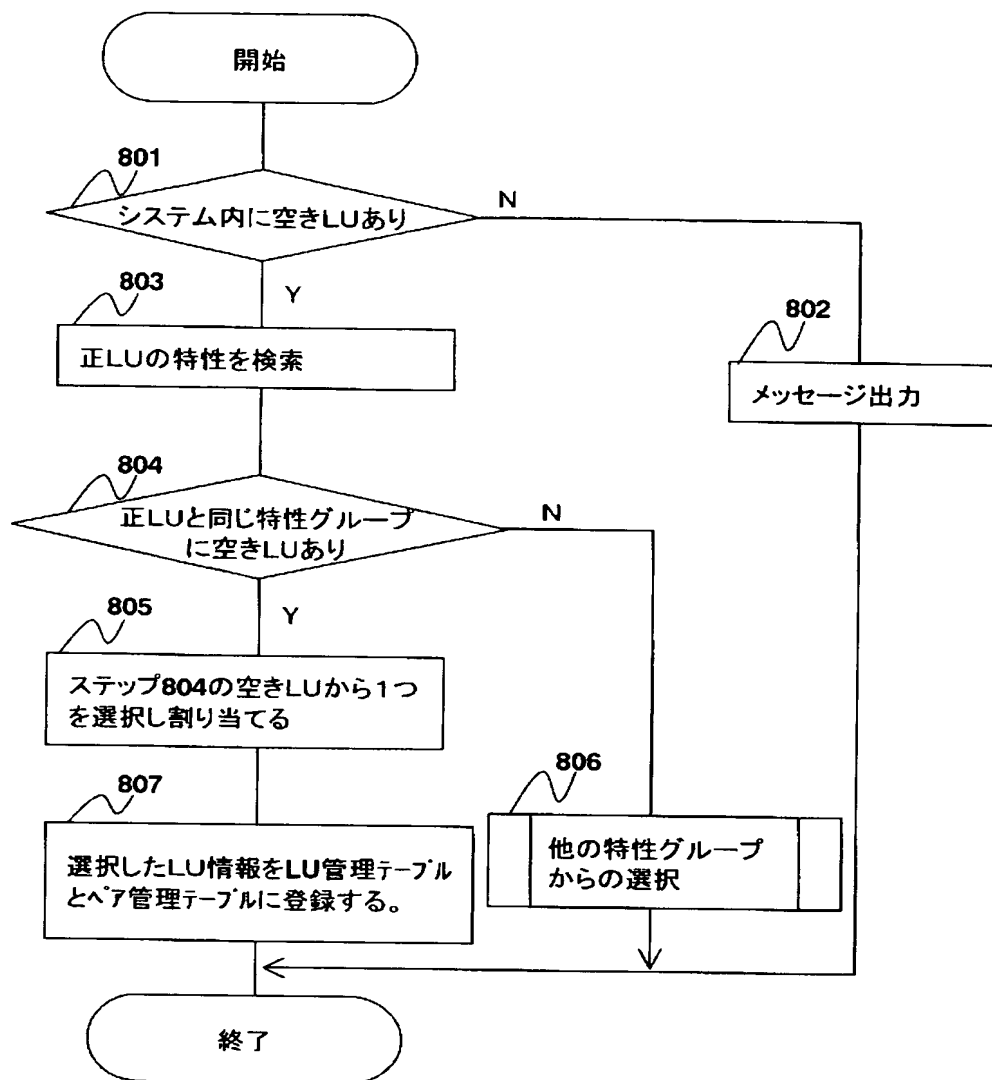 開始
801
システム内に空きLUあり
N
Y
803
正LUの特性を検索
802
メッセージ出力
804
正LUと同じ特性グループ
に空きLUあり
N
Y
805
ステップ804の空きLUから1つ
を選択し割り当てる
807
選択したLU情報をLU管理テーブル
とペア管理テーブルに登録する。
806
他の特性グループ
からの選択
終了